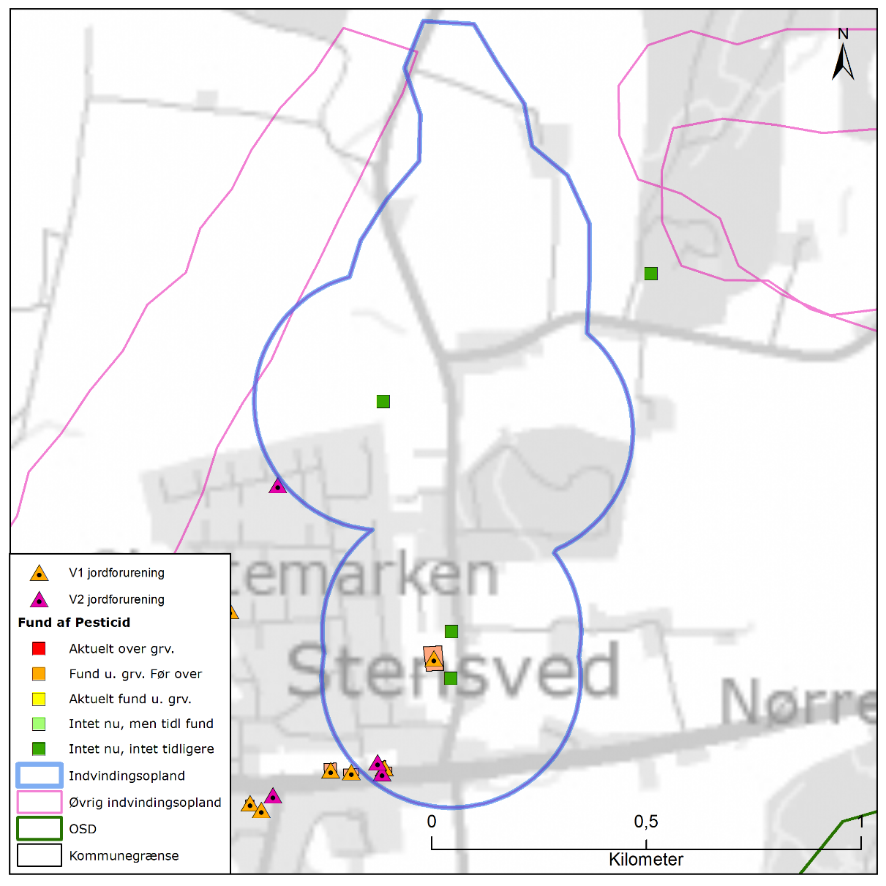 N
temarken
Stensved
Nørre
V1 jordforurening
V2 jordforurening
Fund af Pesticid
Aktuelt over grv.
Fund u. grv. Før over
Aktuelt fund u. grv.
Intet nu, men tidl fund
Intet nu, intet tidligere
Indvindingsopland
Øvrig indvindingsopland
OSD
Kommunegrænse
0 0,5 1
Kilometer